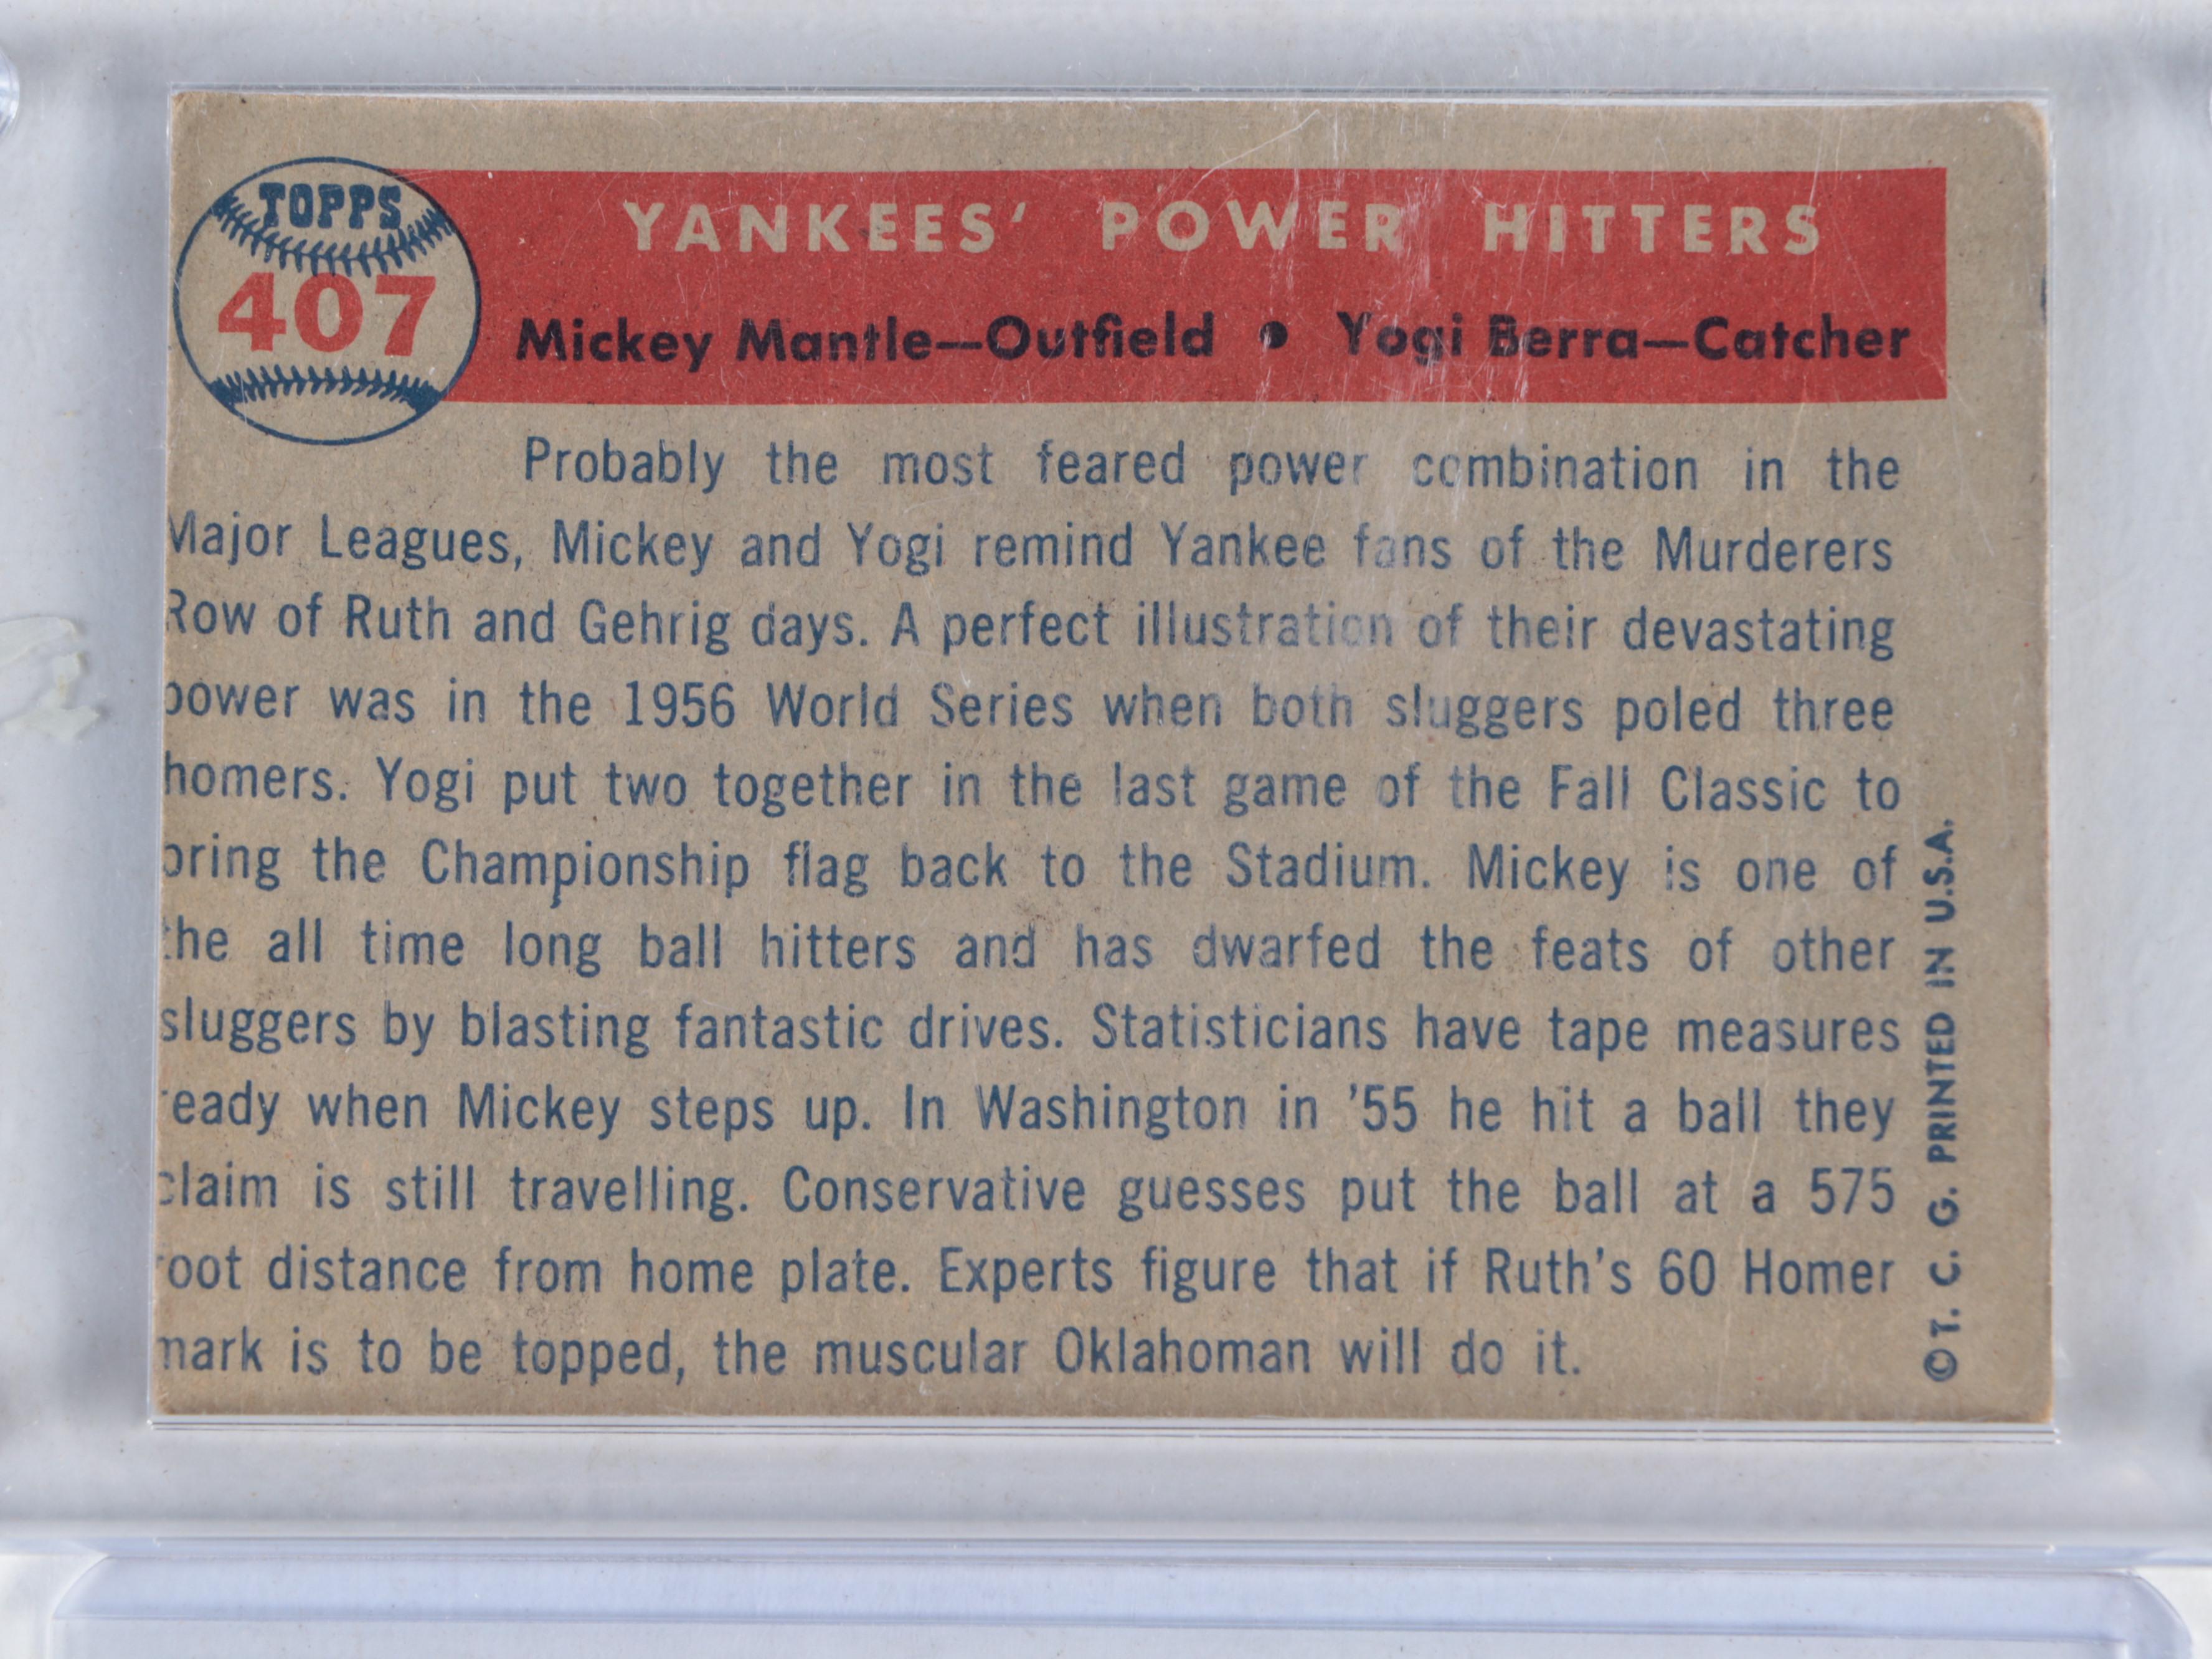 TOPPS
407
YANKEES' POWER HITTERS
Mickey Mantle—Outfield • Yogi Berra—Catcher
Probably the most feared power combination in the
Major Leagues, Mickey and Yogi remind Yankee fans of the Murderers
Row of Ruth and Gehrig days. A perfect illustration of their devastating
power was in the 1956 World Series when both sluggers poled three
homers. Yogi put two together in the last game of the Fall Classic to
bring the Championship flag back to the Stadium. Mickey is one of
the all time long ball hitters and has dwarfed the feats of other
sluggers by blasting fantastic drives. Statisticians have tape measures
ready when Mickey steps up. In Washington in '55 he hit a ball they
claim is still travelling. Conservative guesses put the ball at a 575
foot distance from home plate. Experts figure that if Ruth's 60 Homer
mark is to be topped, the muscular Oklahoman will do it.
© T. C. G. PRINTED IN U.S.A.